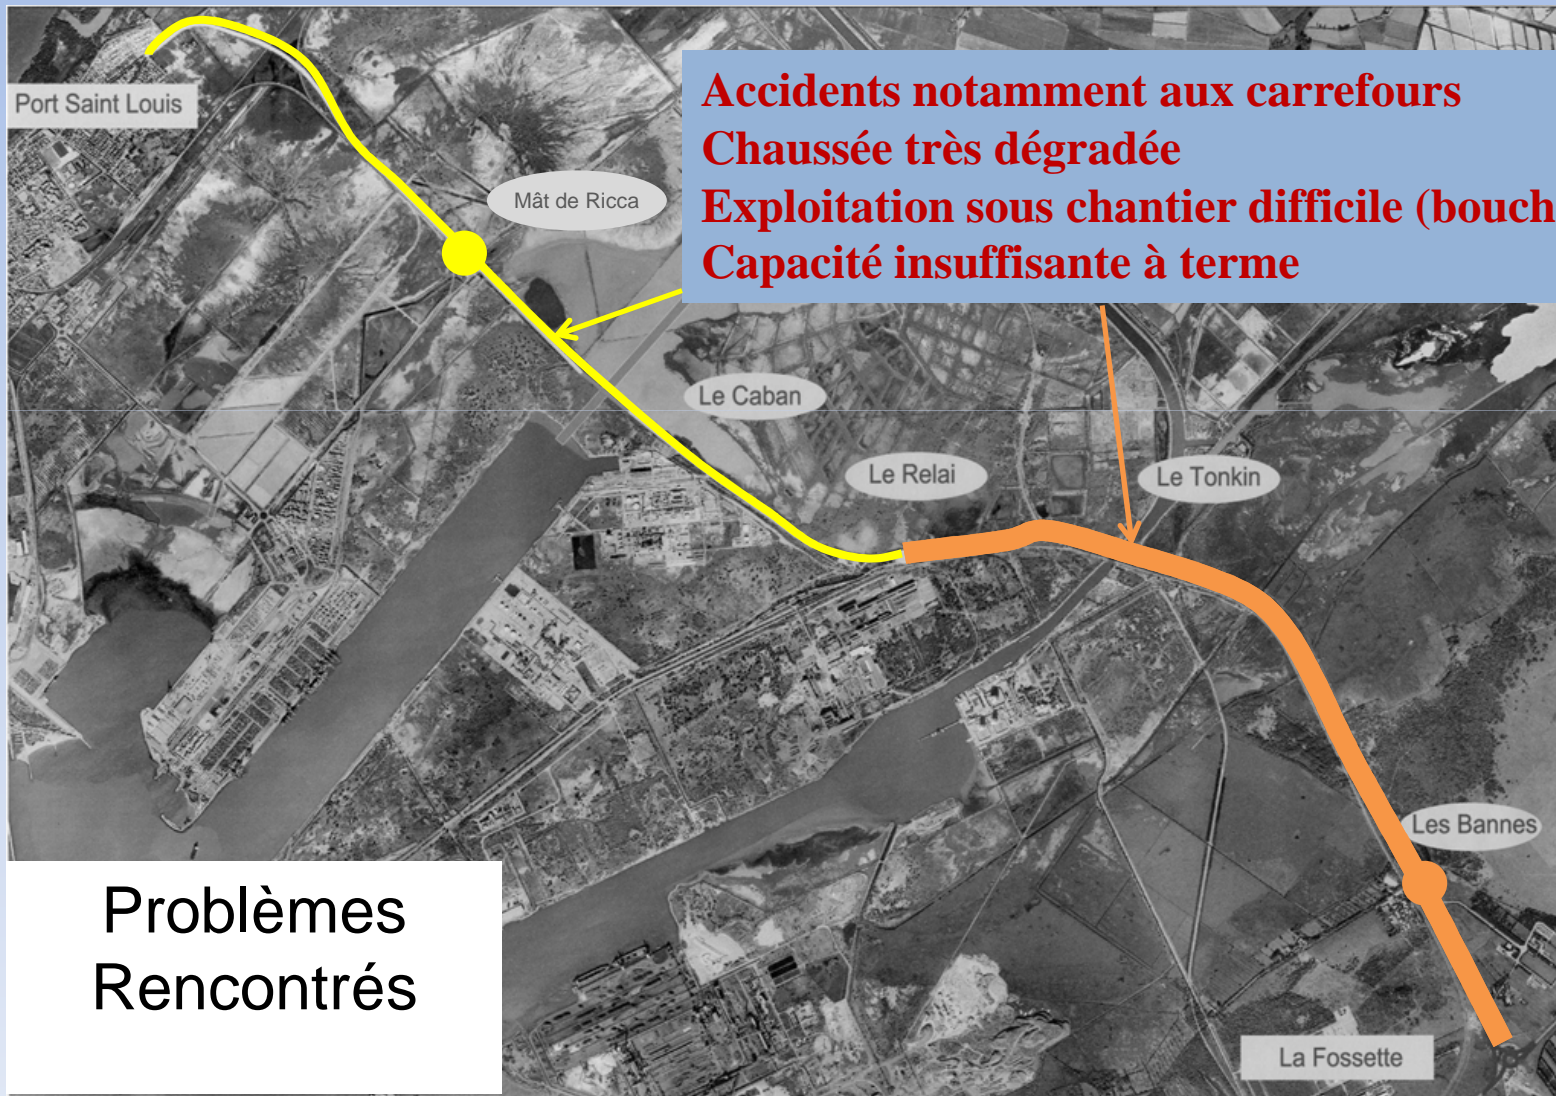 Port Saint Louis
Accidents notamment aux carrefours
Chaussée très dégradée
Exploitation sous chantier difficile (bouch
Capacité insuffisante à terme
Mât de Ricca
Le Caban
Le Relai
Le Tonkin
Les Bannes
Problèmes
Rencontrés
La Fossette